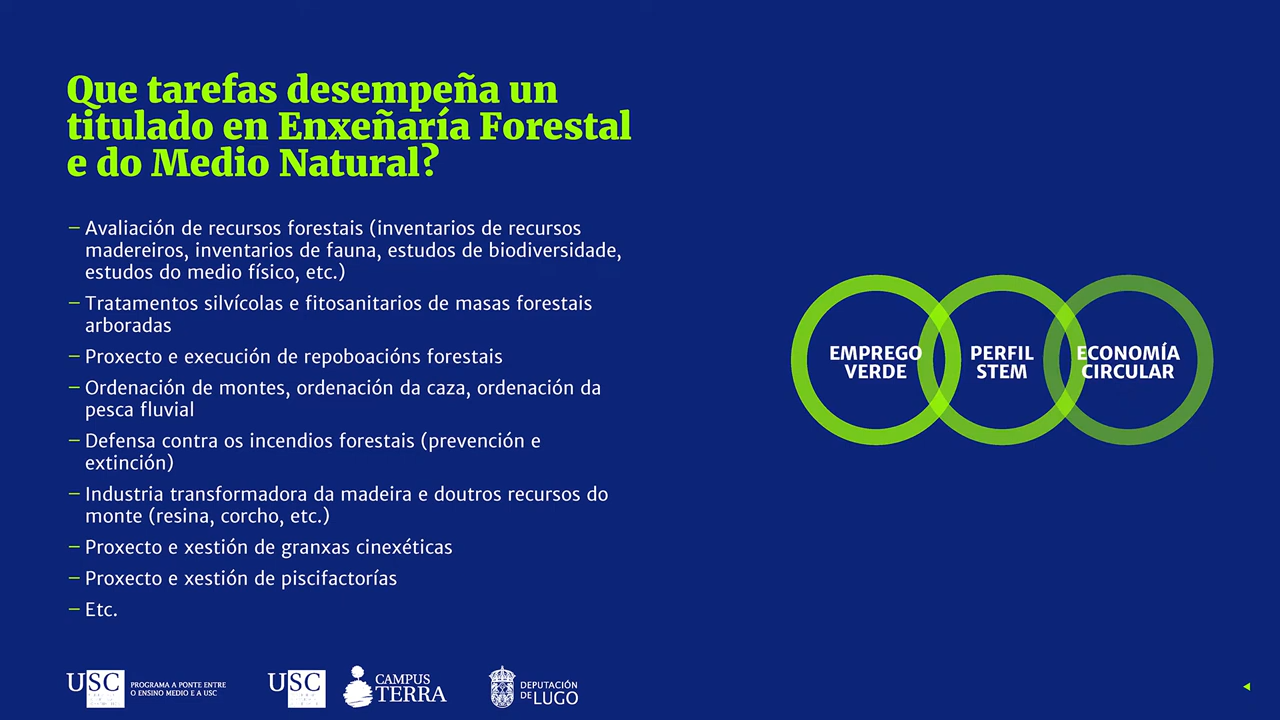 Que tarefas desempeña un
titulado en Enxeñaría Forestal
e do Medio Natural?
– Avaliación de recursos forestais (inventarios de recursos
madereiros, inventarios de fauna, estudos de biodiversidade,
estudos do medio físico, etc.)
– Tratamentos silvícolas e fitosanitarios de masas forestais
arboradas
– Proxecto e execución de repoboacións forestais
– Ordenación de montes, ordenación da caza, ordenación da
pesca fluvial
– Defensa contra os incendios forestais (prevención e
extinción)
– Industria transformadora da madeira e doutros recursos do
monte (resina, corcho, etc.)
– Proxecto e xestión de granxas cinexéticas
– Proxecto e xestión de piscifactorías
– Etc.
EMPREGO
VERDE
PERFIL
STEM
ECONOMÍA
CIRCULAR
USC
PROGRAMA A PONTE ENTRE
O ENSINO MEDIO E A USC
USC
CAMPUS
TERRA
DEPUTACIÓN
DE LUGO